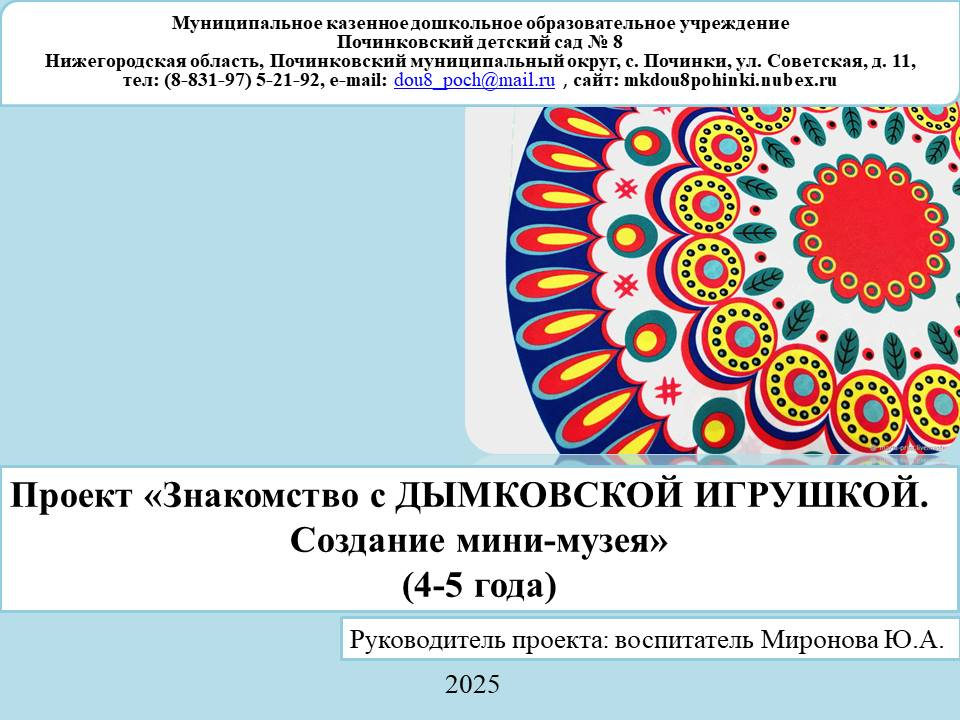 Муниципальное казенное дошкольное образовательное учреждение
Починковский детский сад № 8
Нижегородская область, Починковский муниципальный округ, с. Починки, ул. Советская, д. 11,
тел: (8-831-97) 5-21-92, e-mail: dou8_poch@mail.ru , сайт: mkdou8pohinki.nubex.ru
Проект «Знакомство с ДЫМКОВСКОЙ ИГРУШКОЙ.
Создание мини-музея»
(4-5 года)
Руководитель проекта: воспитатель Миронова Ю.А.
2025